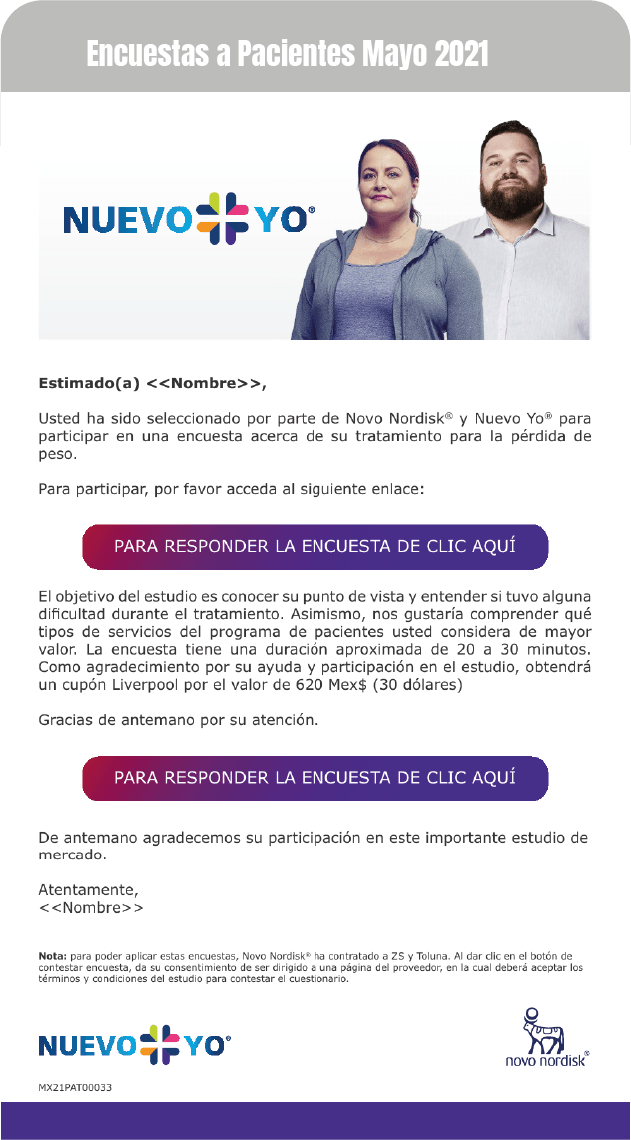 Encuestas a Pacientes Mayo 2021
NUEVO YO®
Estimado(a) <<Nombre>>,
Usted ha sido seleccionado por parte de Novo Nordisk® y Nuevo Yo® para
participar en una encuesta acerca de su tratamiento para la pérdida de
peso.
Para participar, por favor acceda al siguiente enlace:
PARA RESPONDER LA ENCUESTA DE CLIC AQUÍ
El objetivo del estudio es conocer su punto de vista y entender si tuvo alguna
dificultad durante el tratamiento. Asimismo, nos gustaría comprender qué
tipos de servicios del programa de pacientes usted considera de mayor
valor. La encuesta tiene una duración aproximada de 20 a 30 minutos.
Como agradecimiento por su ayuda y participación en el estudio, obtendrá
un cupón Liverpool por el valor de 620 Mex$ (30 dólares)
Gracias de antemano por su atención.
PARA RESPONDER LA ENCUESTA DE CLIC AQUÍ
De antemano agradecemos su participación en este importante estudio de
mercado.
Atentamente,
<<Nombre>>
Nota: para poder aplicar estas encuestas, Novo Nordisk® ha contratado a ZS y Toluna. Al dar clic en el botón de
contestar encuesta, da su consentimiento de ser dirigido a una página del proveedor, en la cual deberá aceptar los
términos y condiciones del estudio para contestar el cuestionario.
NUEVO YO®
novo nordisk®
MX21PAT00033